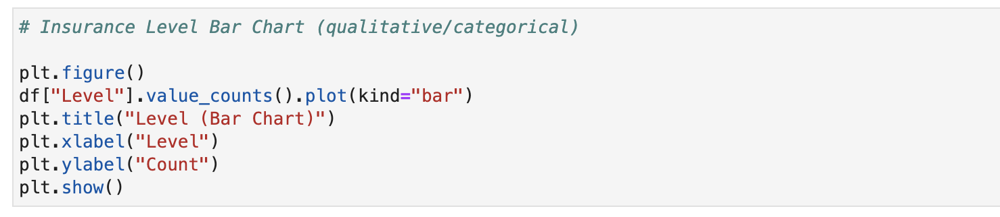 # Insurance Level Bar Chart (qualitative/categorical)
plt.figure()
df["Level"].value_counts().plot(kind="bar")
plt.title("Level (Bar Chart)")
plt.xlabel("Level")
plt.ylabel("Count")
plt.show()